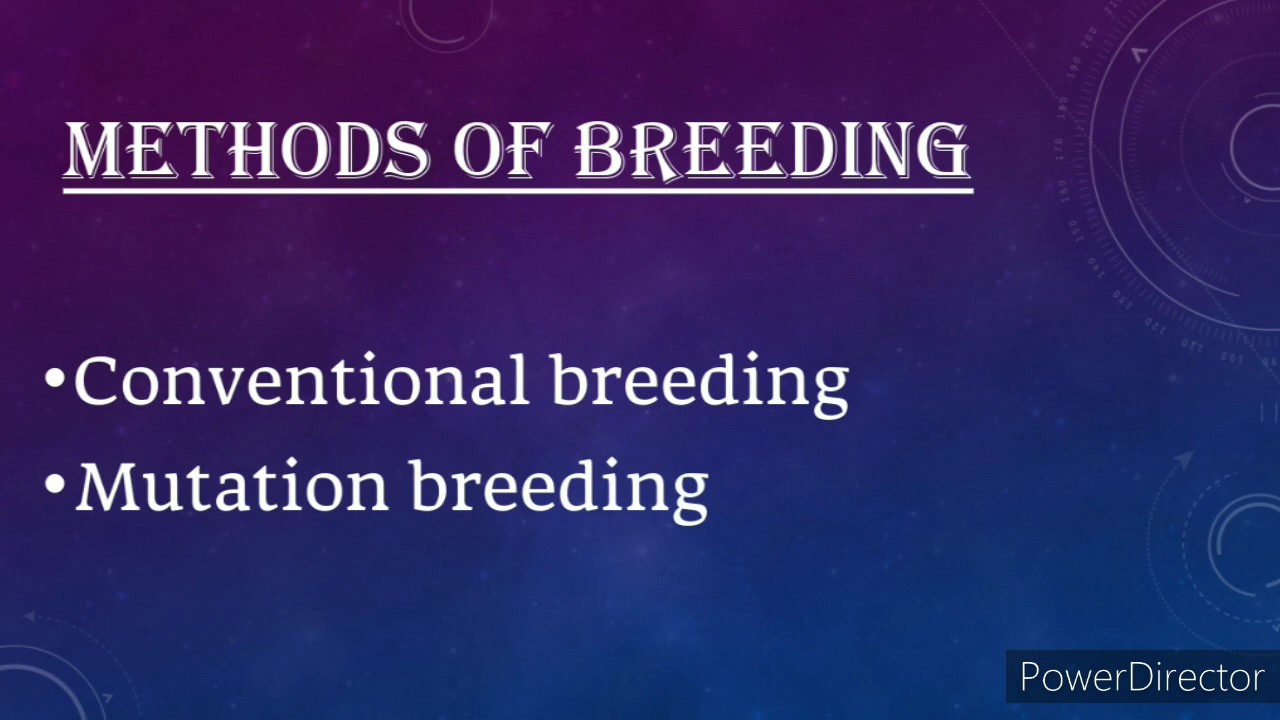 METHODS OF BREEDING
•Conventional breeding
•Mutation breeding
PowerDirector